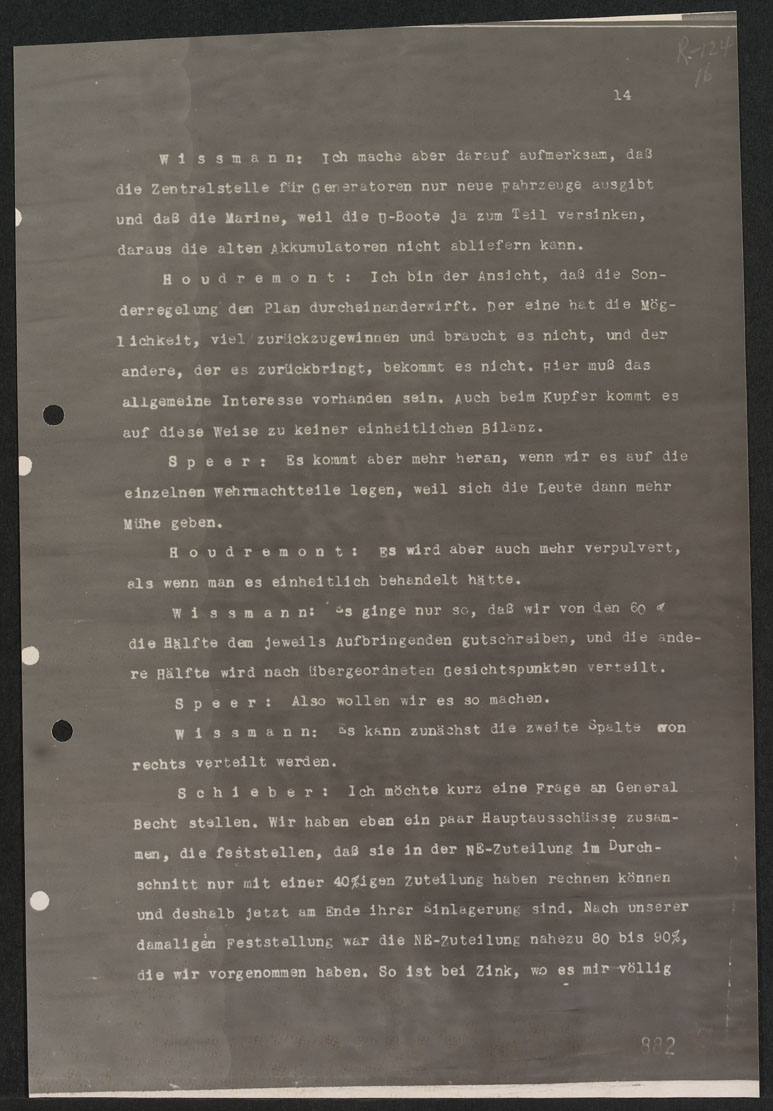 R-124
16
14
W i s s m a n n: Ich mache aber darauf aufmerksam, daß
die Zentralstelle für Generatoren nur neue Fahrzeuge ausgibt
und daß die Marine, weil die U-Boote ja zum Teil versinken,
daraus die alten Akkumulatoren nicht abliefern kann.
H o u d r e m o n t : Ich bin der Ansicht, daß die Son-
derregelung den Plan durcheinanderwirft. Der eine hat die Mög-
lichkeit, viel zurückzugewinnen und braucht es nicht, und der
andere, der es zurückbringt, bekommt es nicht. Hier muß das
allgemeine Interesse vorhanden sein. Auch beim Kupfer kommt es
auf diese Weise zu keiner einheitlichen Bilanz.
S p e e r : Es kommt aber mehr heran, wenn wir es auf die
einzelnen Wehrmachtteile legen, weil sich die Leute dann mehr
Mühe geben.
H o u d r e m o n t : Es wird aber auch mehr verpulvert,
als wenn man es einheitlich behandelt hätte.
W i s s m a n n: Es ginge nur so, daß wir von den 60 %
die Hälfte dem jeweils Aufbringenden gutschreiben, und die ande-
re Hälfte wird nach übergeordneten Gesichtspunkten verteilt.
S p e e r : Also wollen wir es so machen.
W i s s m a n n: Es kann zunächst die zweite Spalte von
rechts verteilt werden.
S c h i e b e r : Ich möchte kurz eine Frage an General
Becht stellen. Wir haben eben ein paar Hauptausschüsse zusam-
men, die feststellen, daß sie in der NE-Zuteilung im Durch-
schnitt nur mit einer 40%igen Zuteilung haben rechnen können
und deshalb jetzt am Ende ihrer Einlagerung sind. Nach unserer
damaligen Feststellung war die NE-Zuteilung nahezu 80 bis 90%,
die wir vorgenommen haben. So ist bei Zink, wo es mir völlig
882